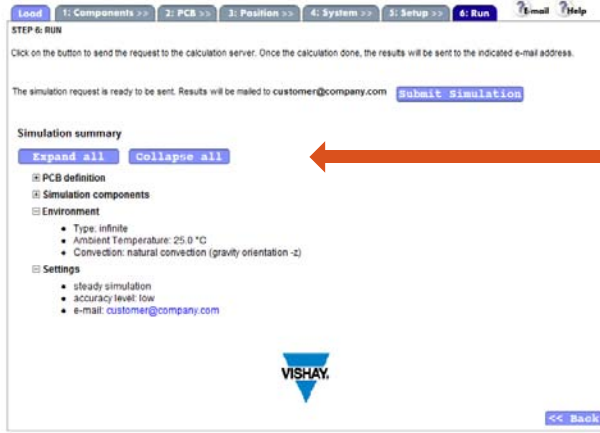 Load 1: Components >> 2: PCB >> 3: Position >> 4: System >> 5: Setup >> 6: Run ?E-mail ?Help
STEP 6: RUN
Click on the button to send the request to the calculation server. Once the calculation done, the results will be sent to the indicated e-mail address.
The simulation request is ready to be sent. Results will be mailed to customer@company.com Submit Simulation
Simulation summary
Expand all Collapse all
PCB definition
Simulation components
Environment
Type: infinite
Ambient Temperature: 25.0 °C
Convection: natural convection (gravity orientation -z)
Settings
steady simulation
accuracy level: low
e-mail: customer@company.com
VISHAY.
<< Back